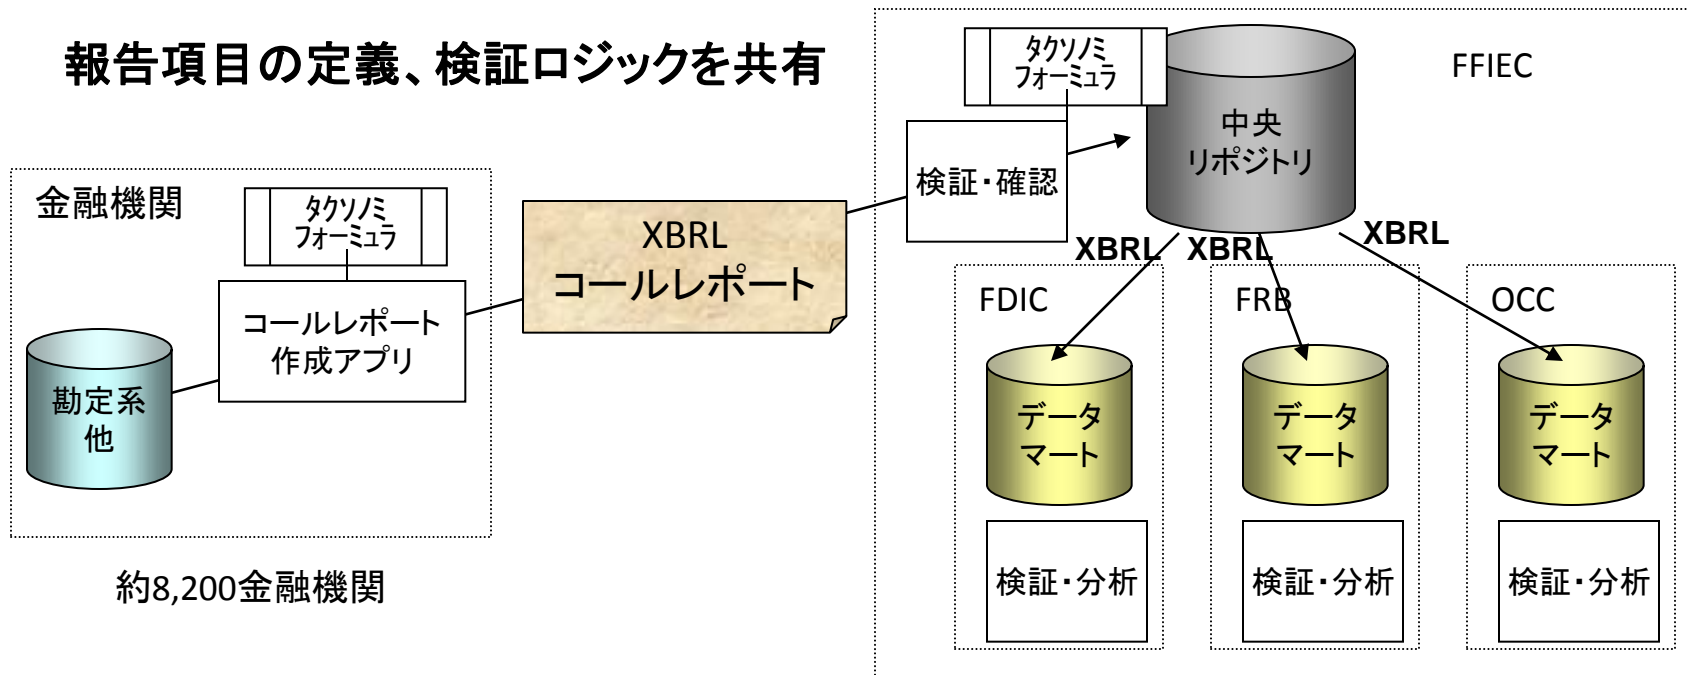 報告項目の定義、検証ロジックを共有
金融機関
タクソノミ
フォーミュラ
コールレポート
作成アプリ
勘定系
他
約8,200金融機関
XBRL
コールレポート
FFIEC
タクソノミ
フォーミュラ
検証・確認
中央
リポジトリ
XBRL
XBRL
XBRL
FDIC
データ
マート
検証・分析
FRB
データ
マート
検証・分析
OCC
データ
マート
検証・分析